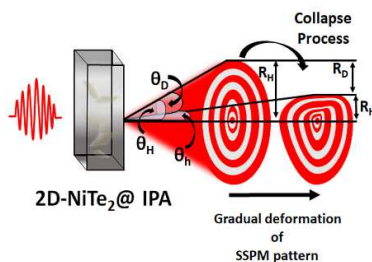 Collapse
Process
θD
RH
RD
Rh
θH
θh
2D-NiTe2@ IPA
Gradual deformation
of
SSPM pattern